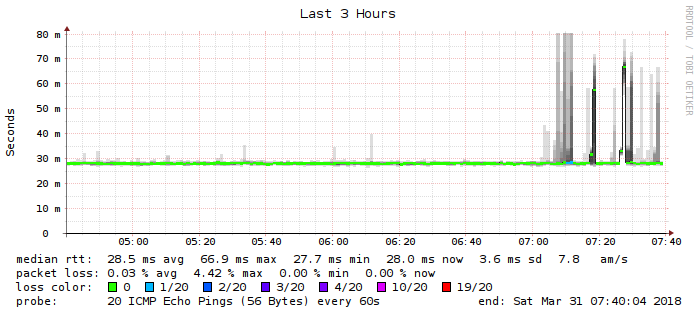 Last 3 Hours
RRDTOOL / TOBI OETIKER
Seconds
80 m
70 m
60 m
50 m
40 m
30 m
20 m
10 m
0
05:00 05:20 05:40 06:00 06:20 06:40 07:00 07:20 07:40
median rtt: 28.5 ms avg 66.9 ms max 27.7 ms min 28.0 ms now 3.6 ms sd 7.8 am/s
packet loss: 0.03 % avg 4.42 % max 0.00 % min 0.00 % now
loss color: 0 1/20 2/20 3/20 4/20 10/20 19/20
probe: 20 ICMP Echo Pings (56 Bytes) every 60s end: Sat Mar 31 07:40:04 2018